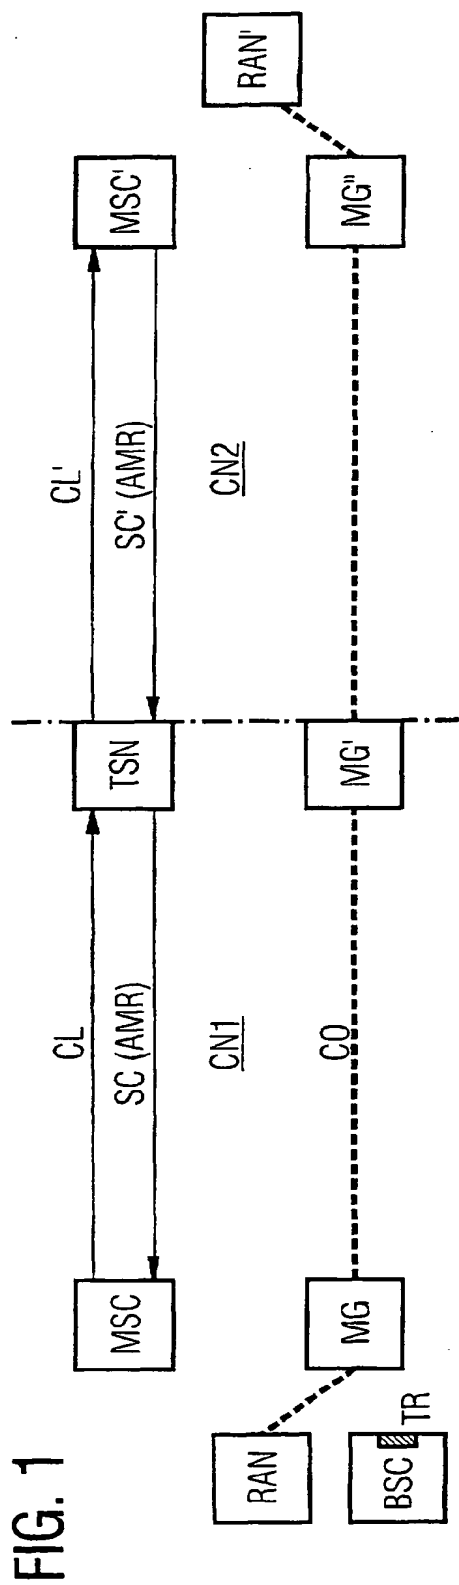 FIG. 1
MSC
CL
SC (AMR)
TSN
CL'
SC' (AMR)
MSC'
CN1
CN2
RAN
MG
CO
MG'
MG"
RAN'
BSC
TR